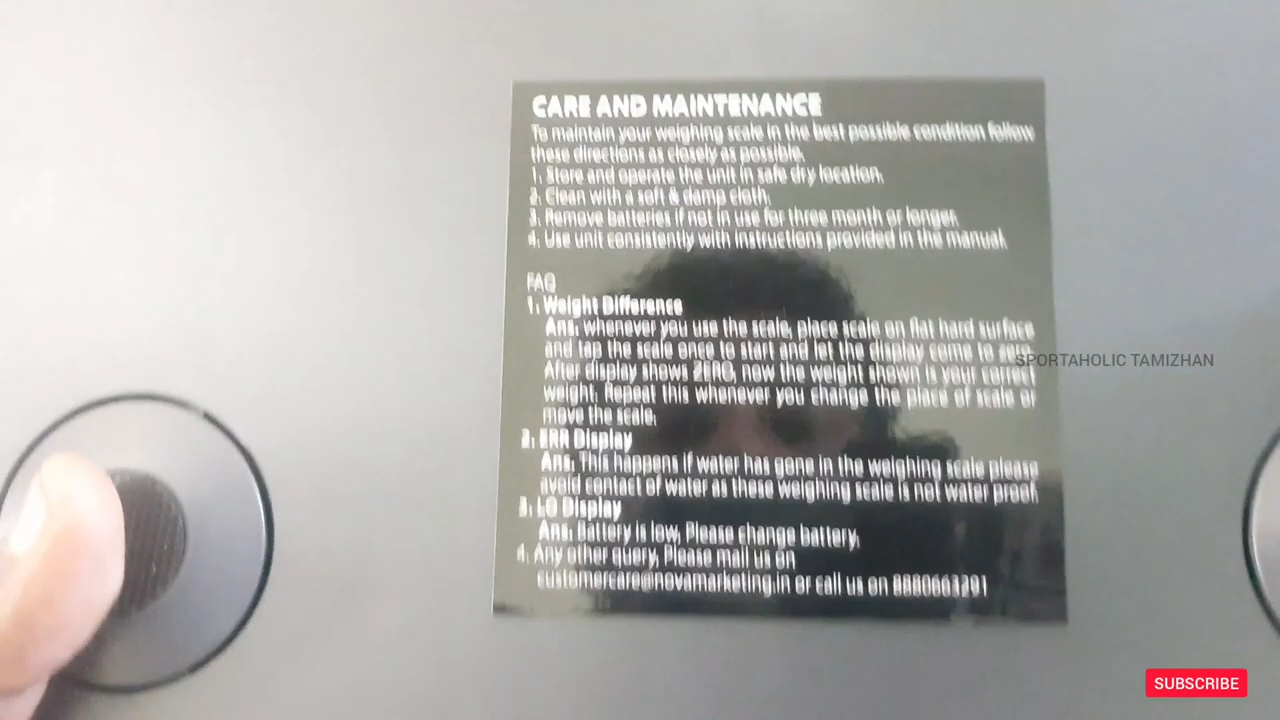 CARE AND MAINTENANCE
To maintain your weighing scale in the best possible condition follow
these directions as closely as possible.
1. Store and operate the unit in safe dry location.
2. Clean with a soft & damp cloth.
3. Remove batteries if not in use for three month or longer.
4. Use unit consistently with instructions provided in the manual.
FAQ
1. Weight Difference
Ans. whenever you use the scale, place scale on flat hard surface
and tap the scale once to start and let the display come to zero.
After display shows ZERO, now the weight shown is your correct
weight. Repeat this whenever you change the place of scale or
move the scale.
2. ERR Display
Ans. This happens if water has gone in the weighing scale please
avoid contact of water as these weighing scale is not water proof.
3. LO Display
Ans. Battery is low, Please change battery.
4. Any other query, Please mail us on
customercare@novamarketing.in or call us on
SPORTAHOLIC TAMIZHAN
SUBSCRIBE